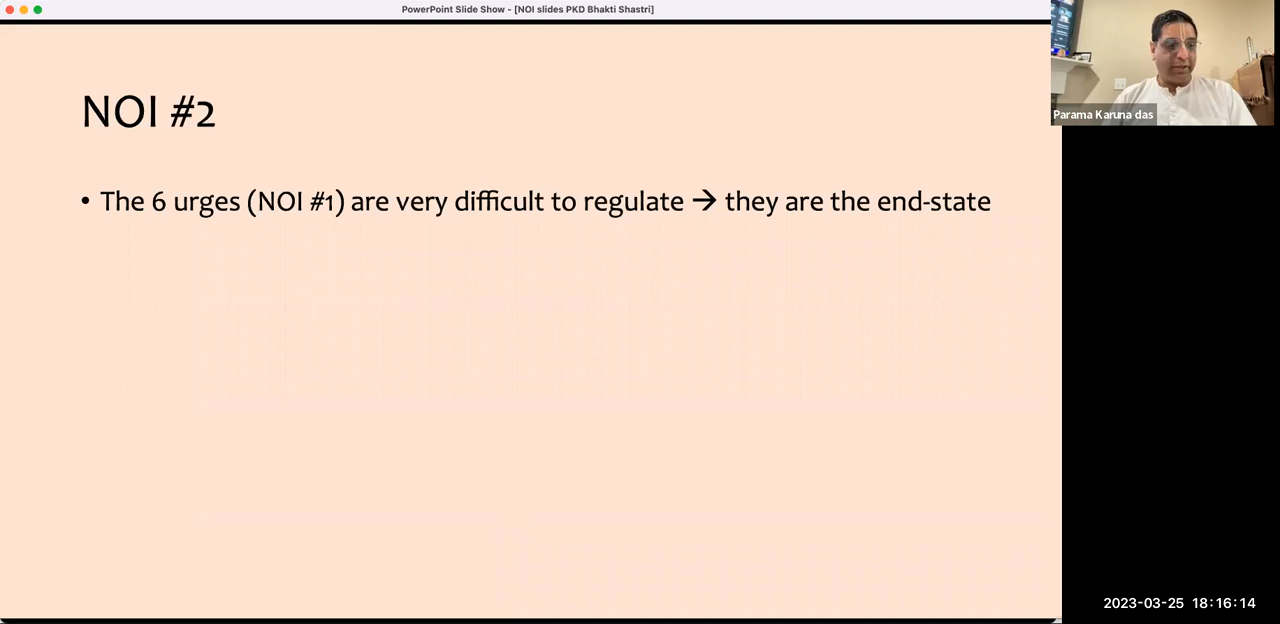 PowerPoint Slide Show - [NOI slides PKD Bhakti Shastri]
NOI #2
• The 6 urges (NOI #1) are very difficult to regulate → they are the end-state
Parama Karuna das
2023-03-25 18:16:14